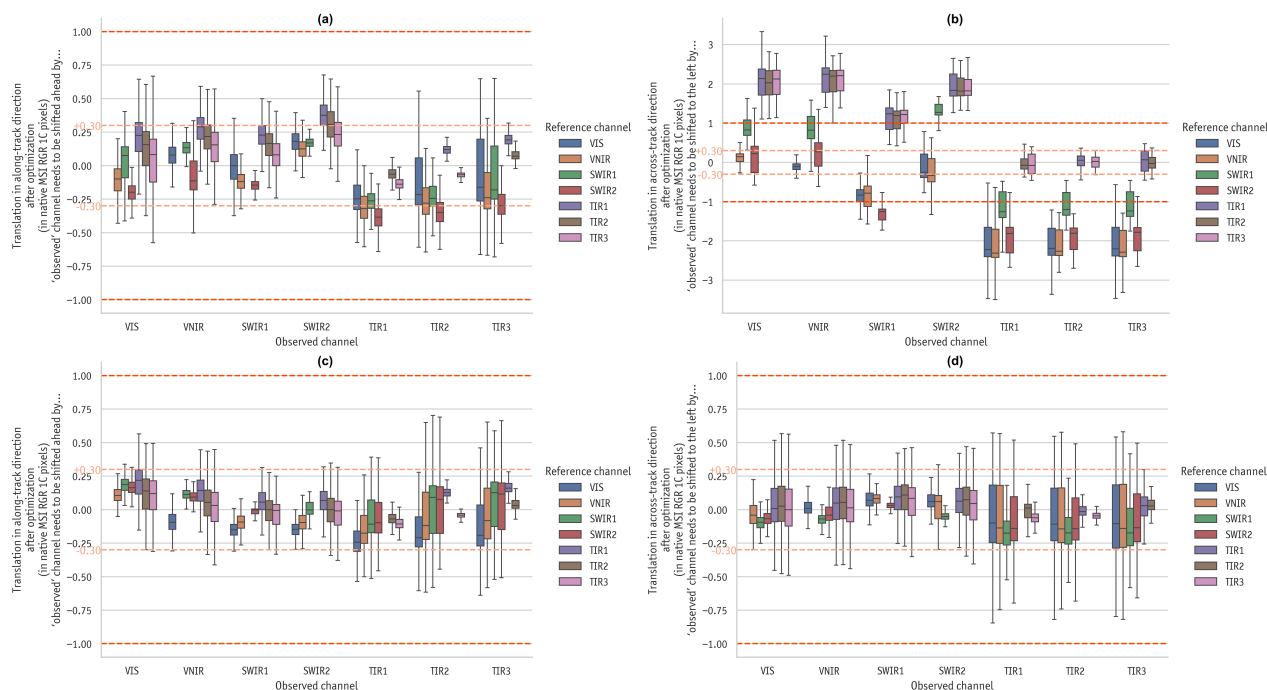 (a)
Translation in along-track direction
after optimization
(in native MSI RGR 1C pixels)
‘observed’ channel needs to be shifted ahead by...
1.00
0.75
0.50
0.25
0.00
−0.25
−0.50
−0.75
−1.00
+0.30
-0.30
VIS
VNIR
SWIR1
SWIR2
TIR1
TIR2
TIR3
Observed channel
Reference channel
VIS
VNIR
SWIR1
SWIR2
TIR1
TIR2
TIR3
(b)
Translation in across-track direction
after optimization
(in native MSI RGR 1C pixels)
‘observed’ channel needs to be shifted to the left by...
3
2
1
0
−1
−2
−3
+0.30
-0.30
VIS
VNIR
SWIR1
SWIR2
TIR1
TIR2
TIR3
Observed channel
Reference channel
VIS
VNIR
SWIR1
SWIR2
TIR1
TIR2
TIR3
(c)
Translation in along-track direction
after optimization
(in native MSI RGR 1C pixels)
‘observed’ channel needs to be shifted ahead by...
1.00
0.75
0.50
0.25
0.00
−0.25
−0.50
−0.75
−1.00
+0.30
-0.30
VIS
VNIR
SWIR1
SWIR2
TIR1
TIR2
TIR3
Observed channel
Reference channel
VIS
VNIR
SWIR1
SWIR2
TIR1
TIR2
TIR3
(d)
Translation in across-track direction
after optimization
(in native MSI RGR 1C pixels)
‘observed’ channel needs to be shifted to the left by...
1.00
0.75
0.50
0.25
0.00
−0.25
−0.50
−0.75
−1.00
+0.30
-0.30
VIS
VNIR
SWIR1
SWIR2
TIR1
TIR2
TIR3
Observed channel
Reference channel
VIS
VNIR
SWIR1
SWIR2
TIR1
TIR2
TIR3